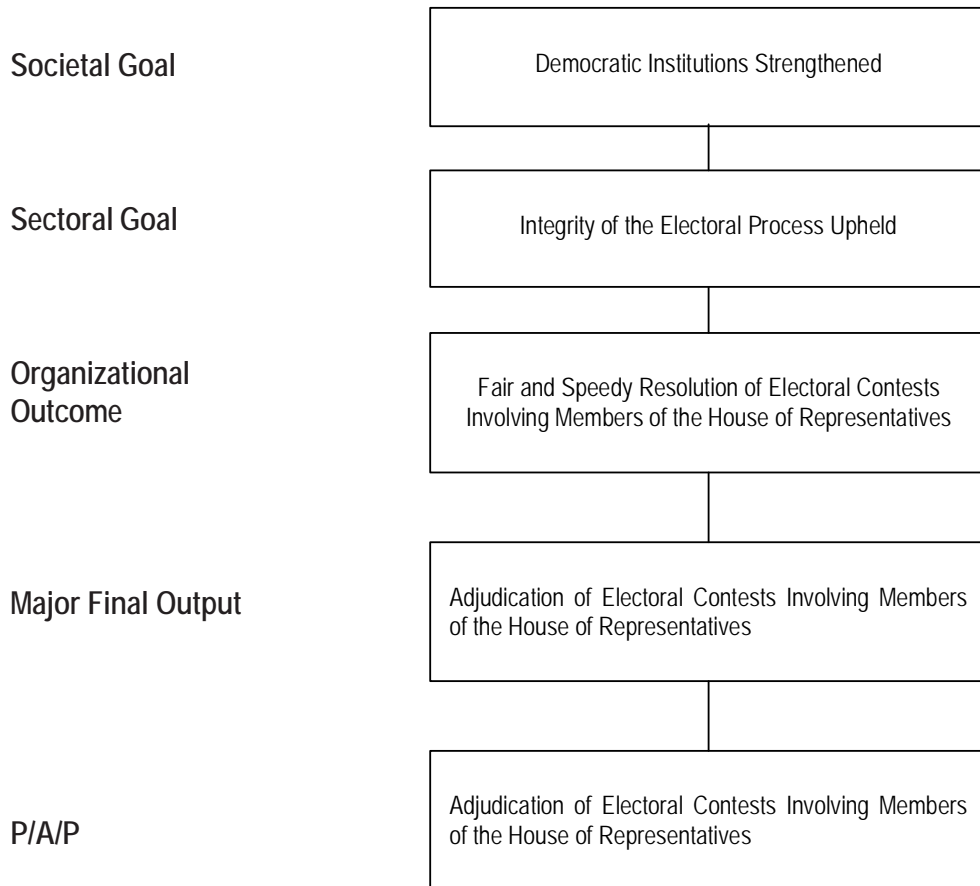 Societal Goal
Democratic Institutions Strengthened
Sectoral Goal
Integrity of the Electoral Process Upheld
Organizational
Outcome
Fair and Speedy Resolution of Electoral Contests
Involving Members of the House of Representatives
Major Final Output
Adjudication of Electoral Contests Involving Members
of the House of Representatives
P/A/P
Adjudication of Electoral Contests Involving Members
of the House of Representatives